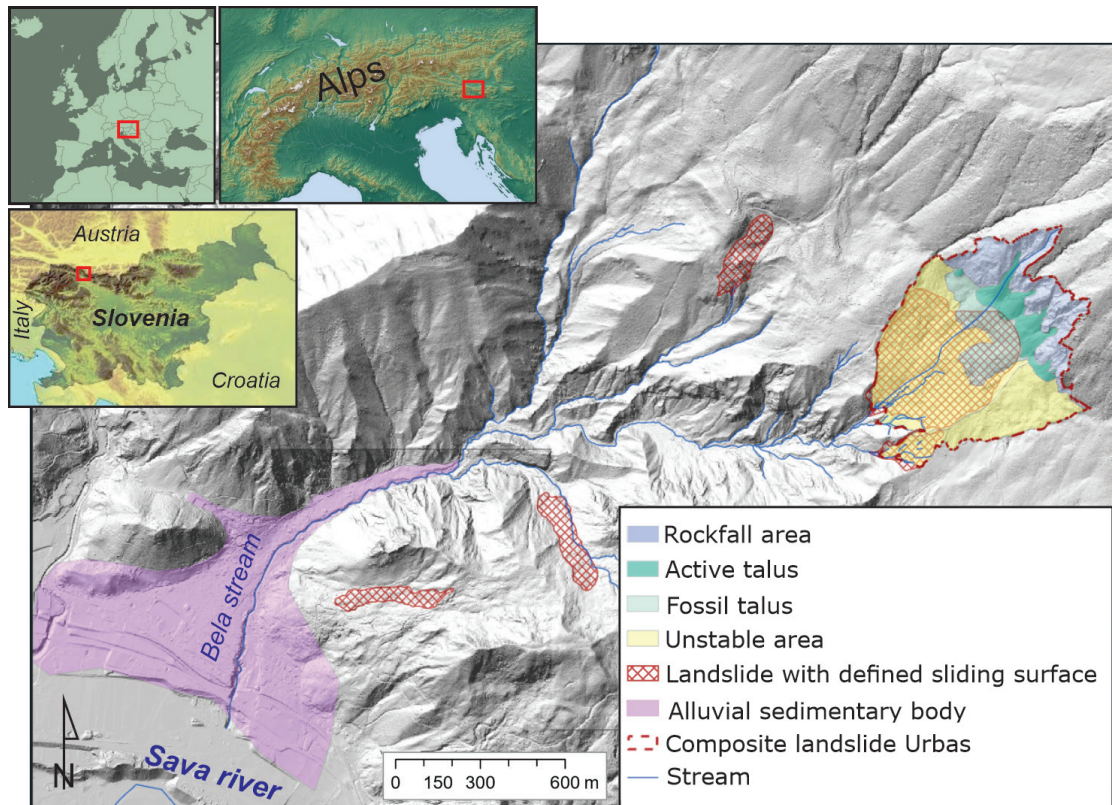 Alps
Austria
Italy
Slovenia
Croatia
Bela stream
Sava river
N
0 150 300 600 m
Rockfall area
Active talus
Fossil talus
Unstable area
Landslide with defined sliding surface
Alluvial sedimentary body
Composite landslide Urbas
Stream